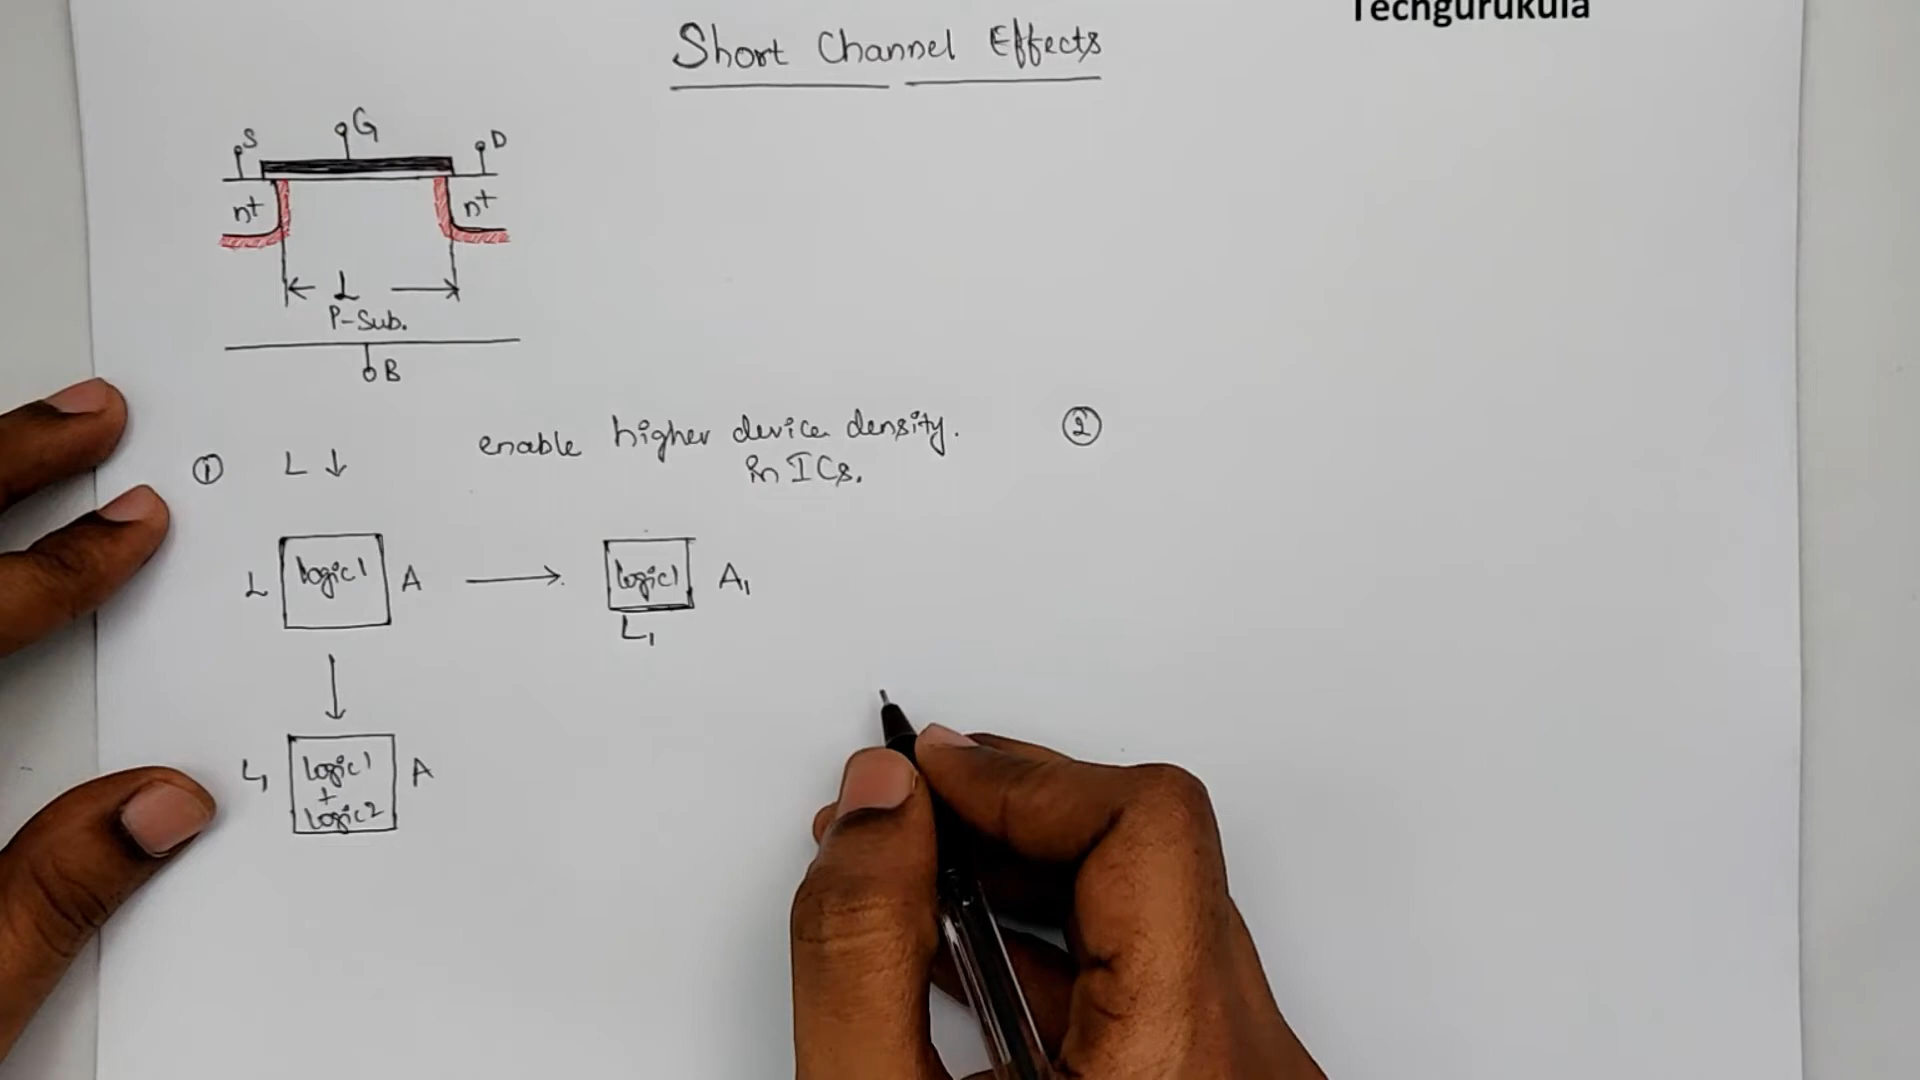 Techgurukula
Short Channel Effects
S G D
n+ n+
L
P-Sub.
B
① L ↓ enable higher device density.
in ICs.
②
L logic1 A → logic1 A₁
L₁
L₁ logic1 A
+
logic2